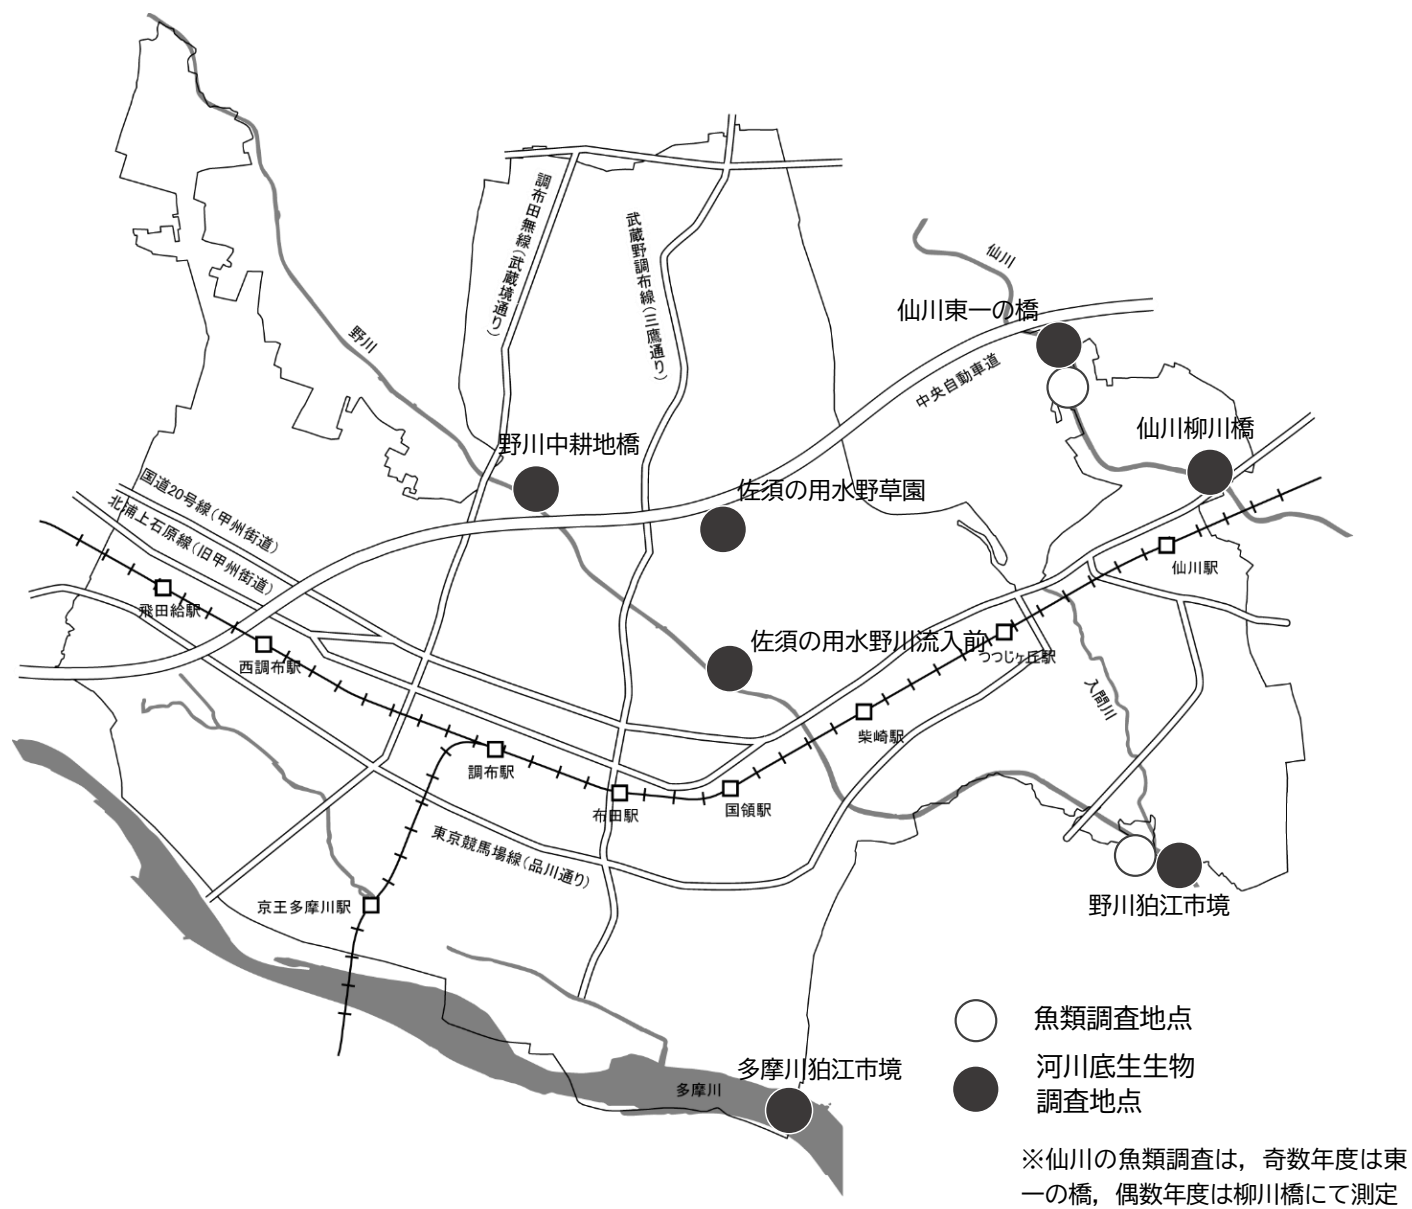 調布田無線(武蔵境通り)
武蔵野調布線(三鷹通り)
仙川
仙川東一の橋
野川
中央自動車道
仙川柳川橋
野川中耕地橋
国道20号線(甲州街道)
佐須の用水野草園
北浦上石原線(旧甲州街道)
仙川駅
飛田給駅
佐須の用水野川流入前
つつじヶ丘駅
西調布駅
入間川
柴崎駅
調布駅
国領駅
布田駅
東京競馬場線(品川通り)
京王多摩川駅
野川狛江市境
魚類調査地点
河川底生生物
調査地点
多摩川狛江市境
多摩川
※仙川の魚類調査は，奇数年度は東
一の橋，偶数年度は柳川橋にて測定